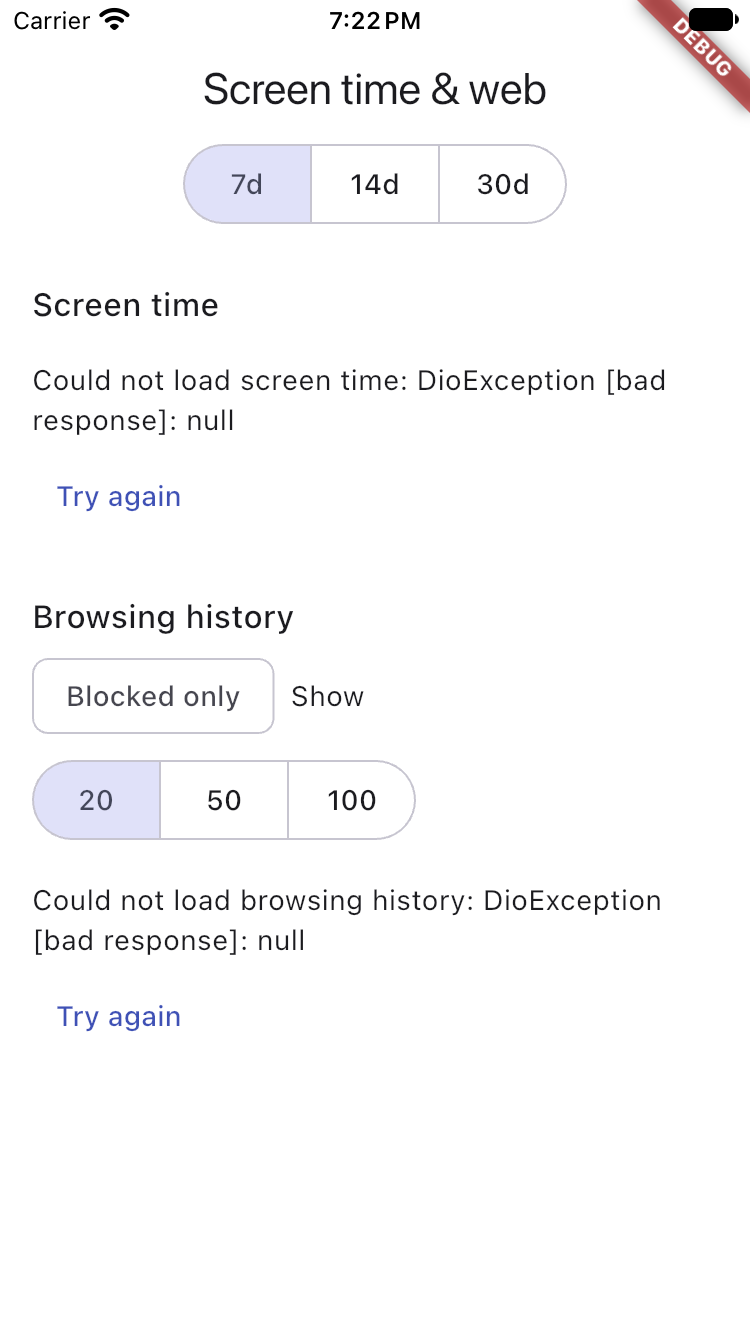 Carrier 7:22 PM
DEBUG
Screen time & web
7d 14d 30d
Screen time
Could not load screen time: DioException [bad
response]: null
Try again
Browsing history
Blocked only Show
20 50 100
Could not load browsing history: DioException
[bad response]: null
Try again